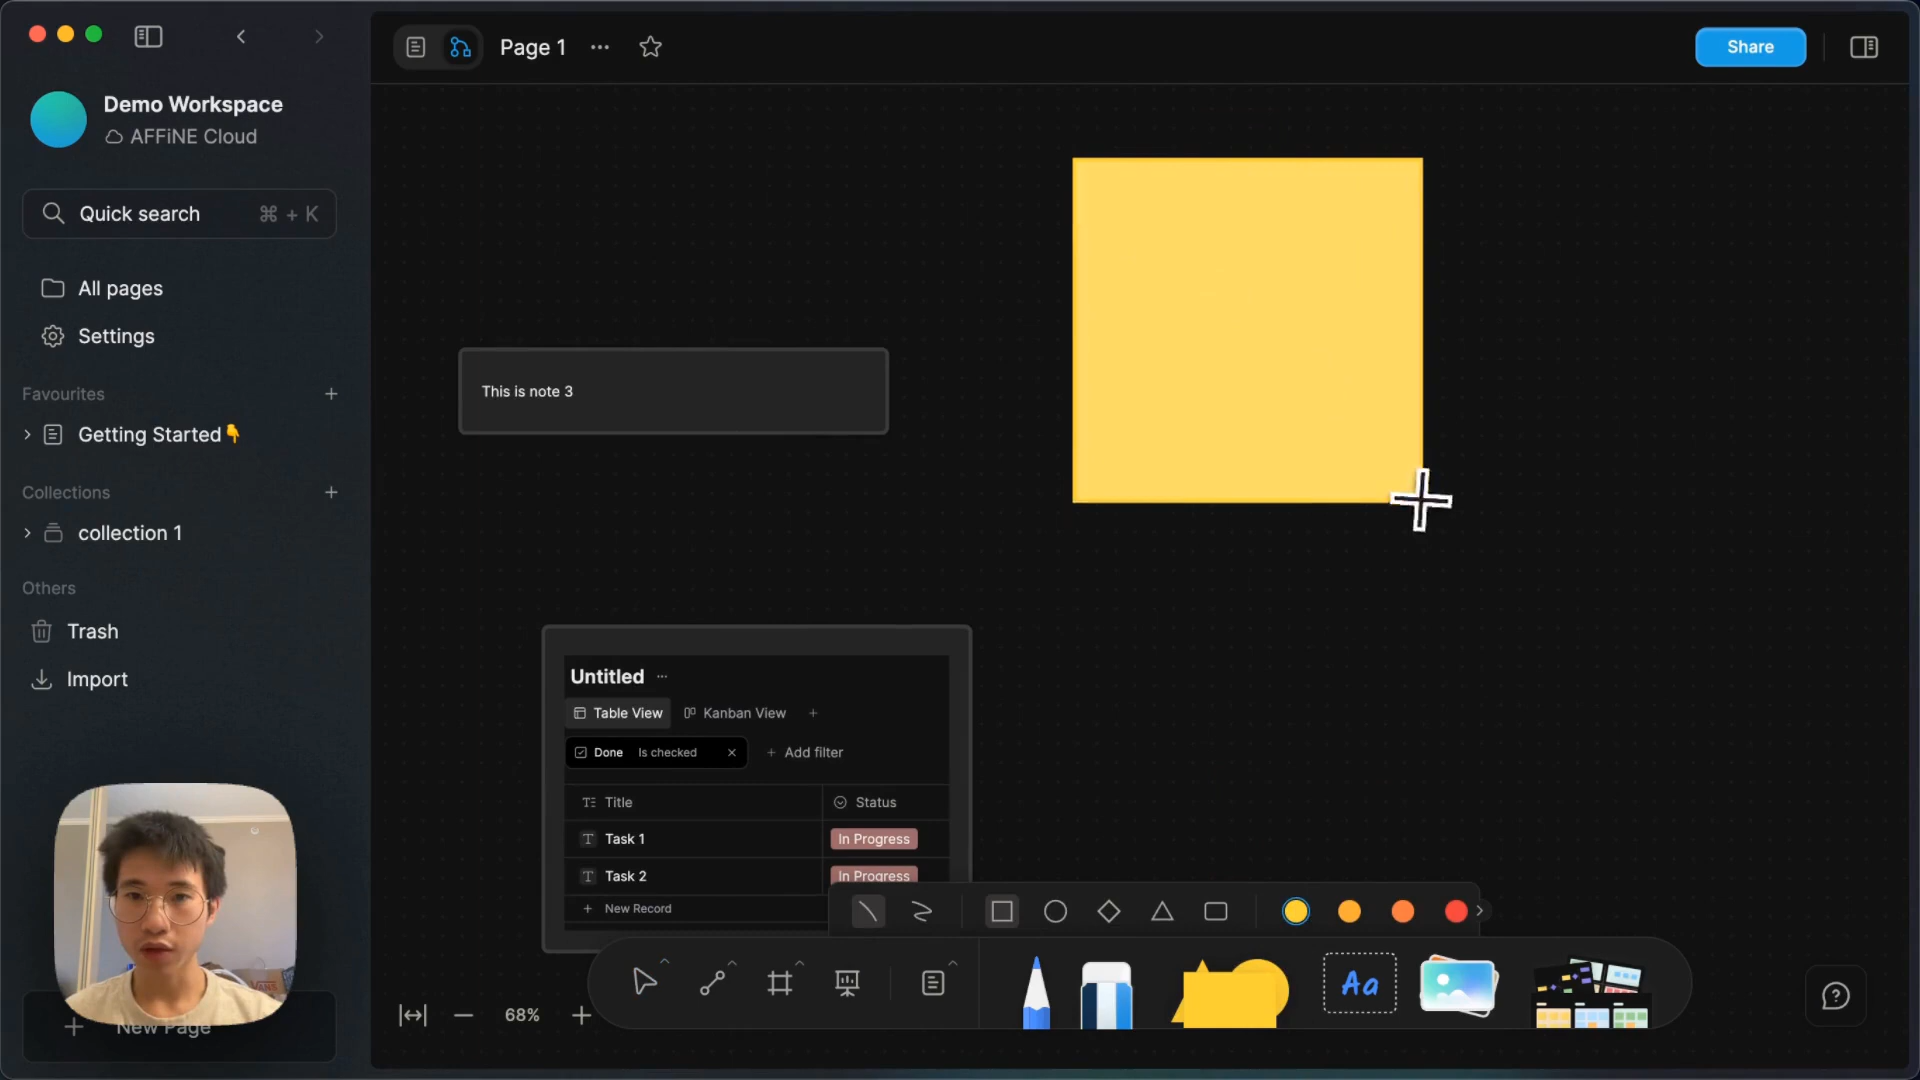 Page 1
Share
Demo Workspace
AFFiNE Cloud
Quick search
⌘ + K
All pages
Settings
Favourites
Getting Started👇
Collections
collection 1
Others
Trash
Import
New Page
This is note 3
Untitled
Table View
Kanban View
Done
Is checked
Add filter
Title
Status
Task 1
In Progress
Task 2
In Progress
New Record
68%
Aa